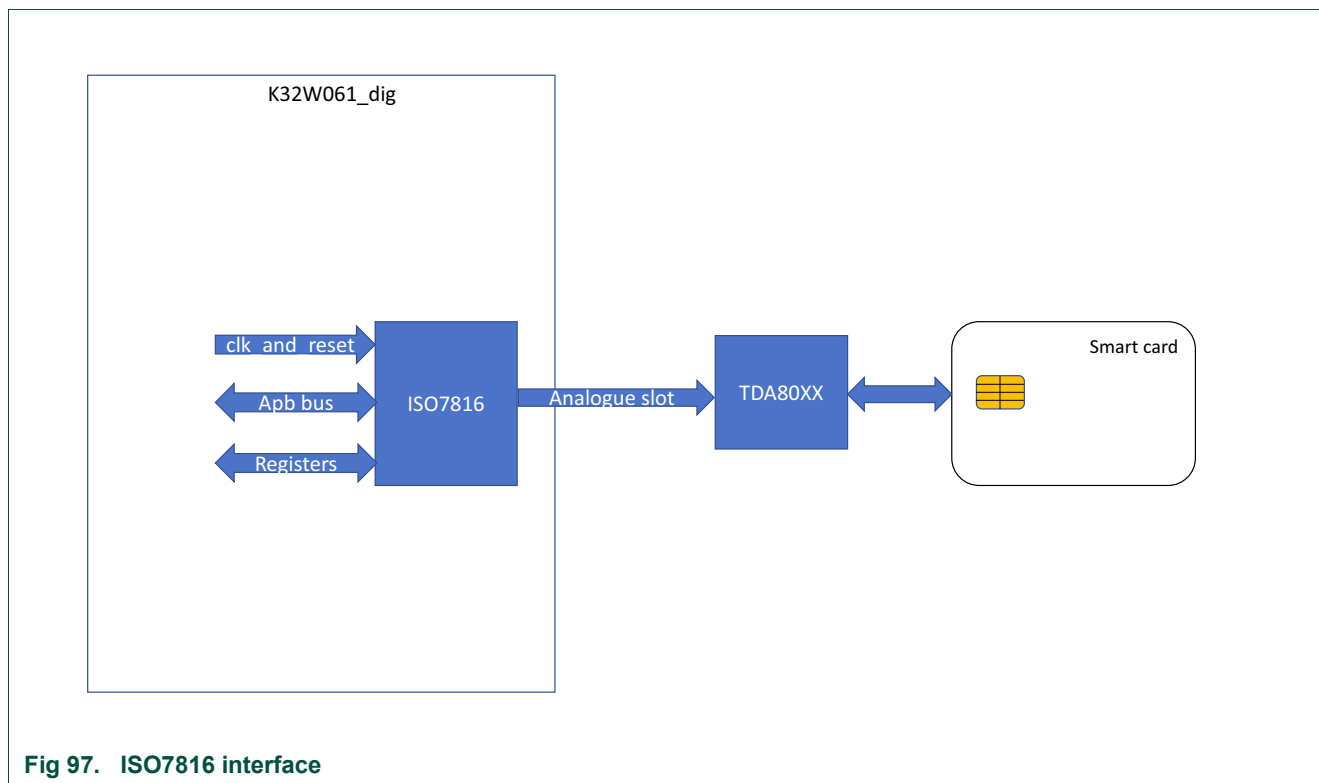 K32W061_dig
clk and reset
Apb bus
Registers
ISO7816
Analogue slot
TDA80XX
Smart card
Fig 97. ISO7816 interface